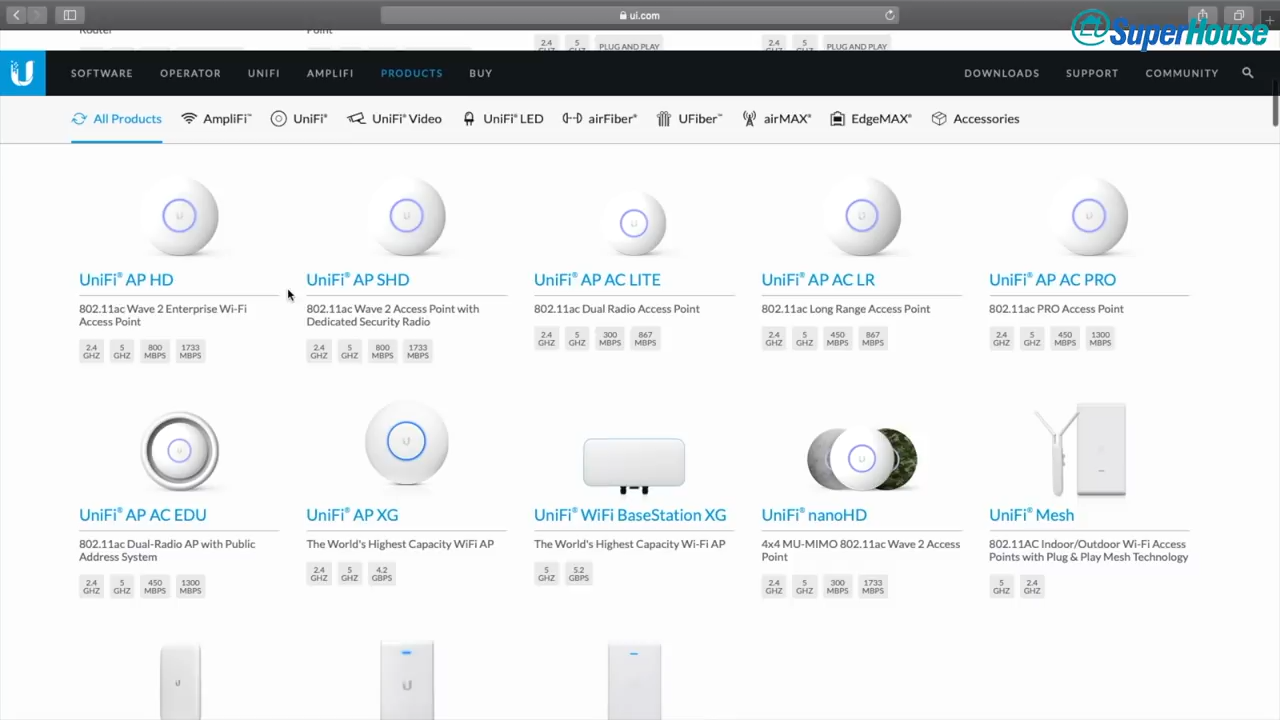 ui.com
@SuperHouse
Router
Point
2.4 GHZ 5 GHZ PLUG AND PLAY
2.4 GHZ 5 GHZ PLUG AND PLAY
SOFTWARE OPERATOR UNIFI AMPLIFI PRODUCTS BUY DOWNLOADS SUPPORT COMMUNITY
All Products AmpliFi™ UniFi® UniFi® Video UniFi® LED airFiber® UFiber™ airMAX® EdgeMAX® Accessories
UniFi® AP HD
802.11ac Wave 2 Enterprise Wi-Fi
Access Point
2.4 GHZ 5 GHZ 800 MBPS 1733 MBPS
UniFi® AP SHD
802.11ac Wave 2 Access Point with
Dedicated Security Radio
2.4 GHZ 5 GHZ 800 MBPS 1733 MBPS
UniFi® AP AC LITE
802.11ac Dual Radio Access Point
2.4 GHZ 5 GHZ 300 MBPS 867 MBPS
UniFi® AP AC LR
802.11ac Long Range Access Point
2.4 GHZ 5 GHZ 450 MBPS 867 MBPS
UniFi® AP AC PRO
802.11ac PRO Access Point
2.4 GHZ 5 GHZ 450 MBPS 1300 MBPS
UniFi® AP AC EDU
802.11ac Dual-Radio AP with Public
Address System
2.4 GHZ 5 GHZ 450 MBPS 1300 MBPS
UniFi® AP XG
The World's Highest Capacity WiFi AP
2.4 GHZ 5 GHZ 4.2 GBPS
UniFi® WiFi BaseStation XG
The World's Highest Capacity Wi-Fi AP
5 GHZ 5.2 GBPS
UniFi® nanoHD
4x4 MU-MIMO 802.11ac Wave 2 Access
Point
2.4 GHZ 5 GHZ 300 MBPS 1733 MBPS
UniFi® Mesh
802.11AC Indoor/Outdoor Wi-Fi Access
Points with Plug & Play Mesh Technology
5 GHZ 2.4 GHZ